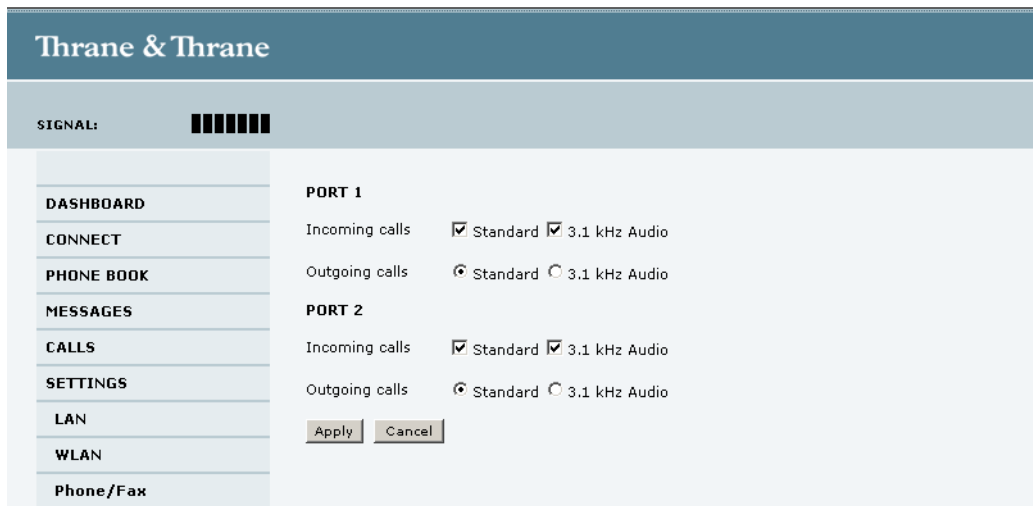 Thrane & Thrane
SIGNAL:
DASHBOARD
CONNECT
PHONE BOOK
MESSAGES
CALLS
SETTINGS
LAN
WLAN
Phone/Fax
PORT 1
Incoming calls Standard 3.1 kHz Audio
Outgoing calls Standard 3.1 kHz Audio
PORT 2
Incoming calls Standard 3.1 kHz Audio
Outgoing calls Standard 3.1 kHz Audio
Apply Cancel